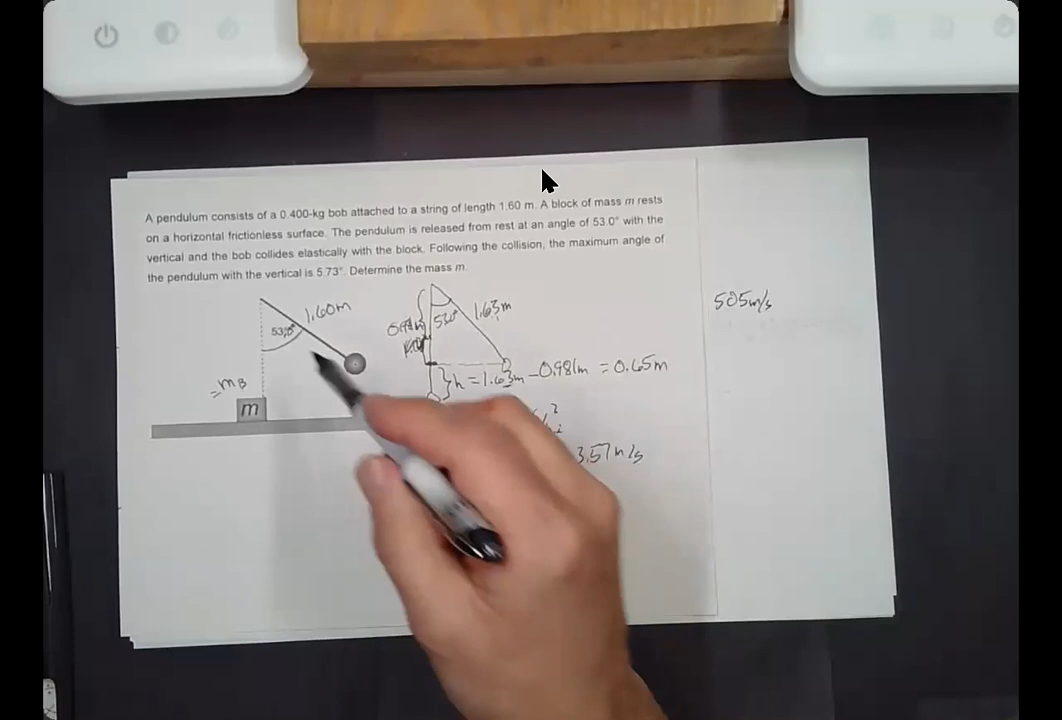 A pendulum consists of a 0.400-kg bob attached to a string of length 1.60 m. A block of mass m rests
on a horizontal frictionless surface. The pendulum is released from rest at an angle of 53.0° with the
vertical and the bob collides elastically with the block. Following the collision, the maximum angle of
the pendulum with the vertical is 5.73°. Determine the mass m.
1.60m
53.0°
53.0°
1.63m
505m/s
}h = 1.63m - 0.981m = 0.65m
=mB
m
3.57m/s